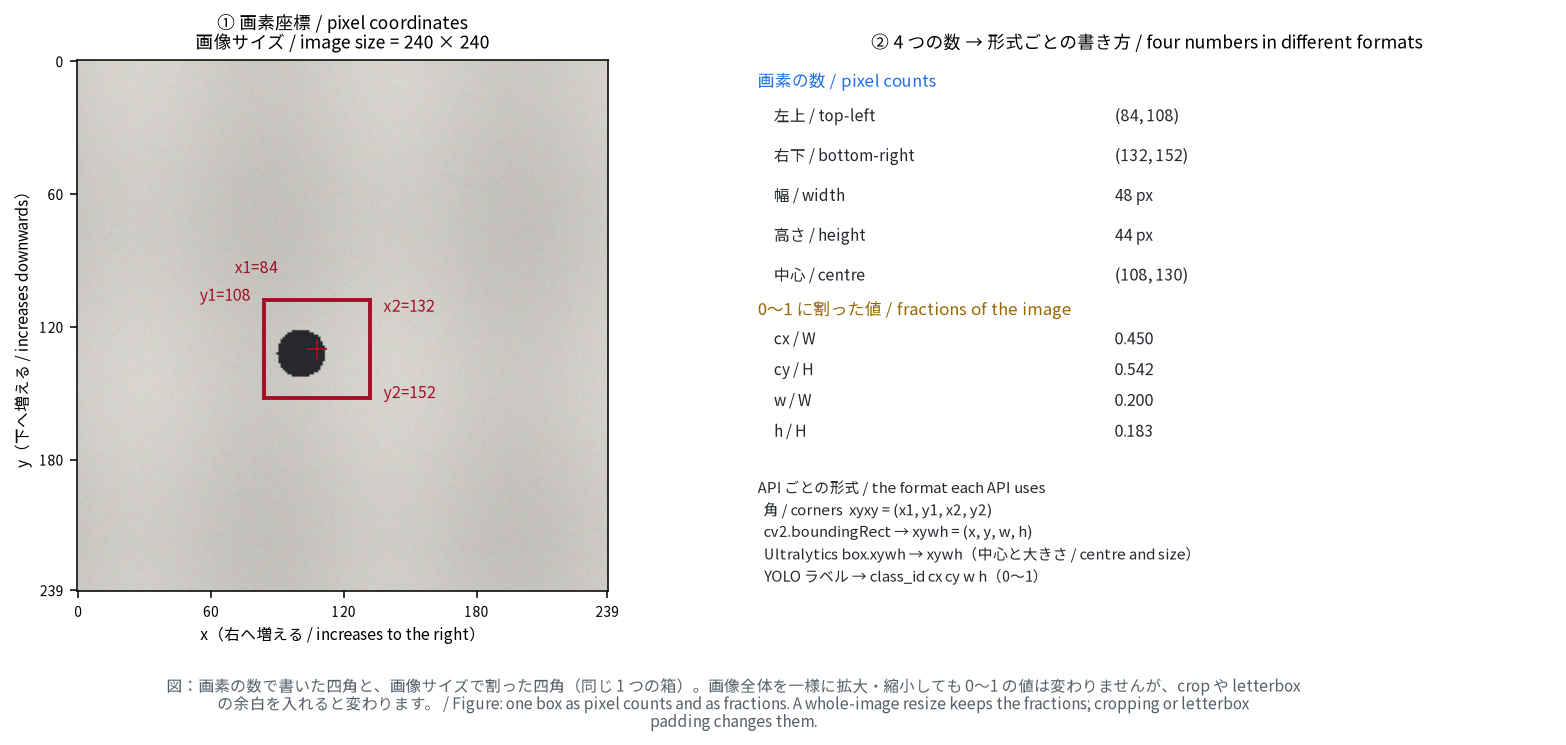 ① 画素座標 / pixel coordinates
画像サイズ / image size = 240 × 240
0
60
120
180
239
y（下へ増える / increases downwards）
x1=84
y1=108
x2=132
y2=152
0
60
120
180
239
x（右へ増える / increases to the right）
② 4 つの数 → 形式ごとの書き方 / four numbers in different formats
画素の数 / pixel counts
左上 / top-left (84, 108)
右下 / bottom-right (132, 152)
幅 / width 48 px
高さ / height 44 px
中心 / centre (108, 130)
0〜1 に割った値 / fractions of the image
cx / W 0.450
cy / H 0.542
w / W 0.200
h / H 0.183
API ごとの形式 / the format each API uses
角 / corners xyxy = (x1, y1, x2, y2)
cv2.boundingRect → xywh = (x, y, w, h)
Ultralytics box.xywh → xywh（中心と大きさ / centre and size）
YOLO ラベル → class_id cx cy w h（0〜1）
図：画素の数で書いた四角と、画像サイズで割った四角（同じ 1 つの箱）。画像全体を一様に拡大・縮小しても 0〜1 の値は変わりませんが、crop や letterbox
の余白を入れると変わります。 / Figure: one box as pixel counts and as fractions. A whole-image resize keeps the fractions; cropping or letterbox
padding changes them.